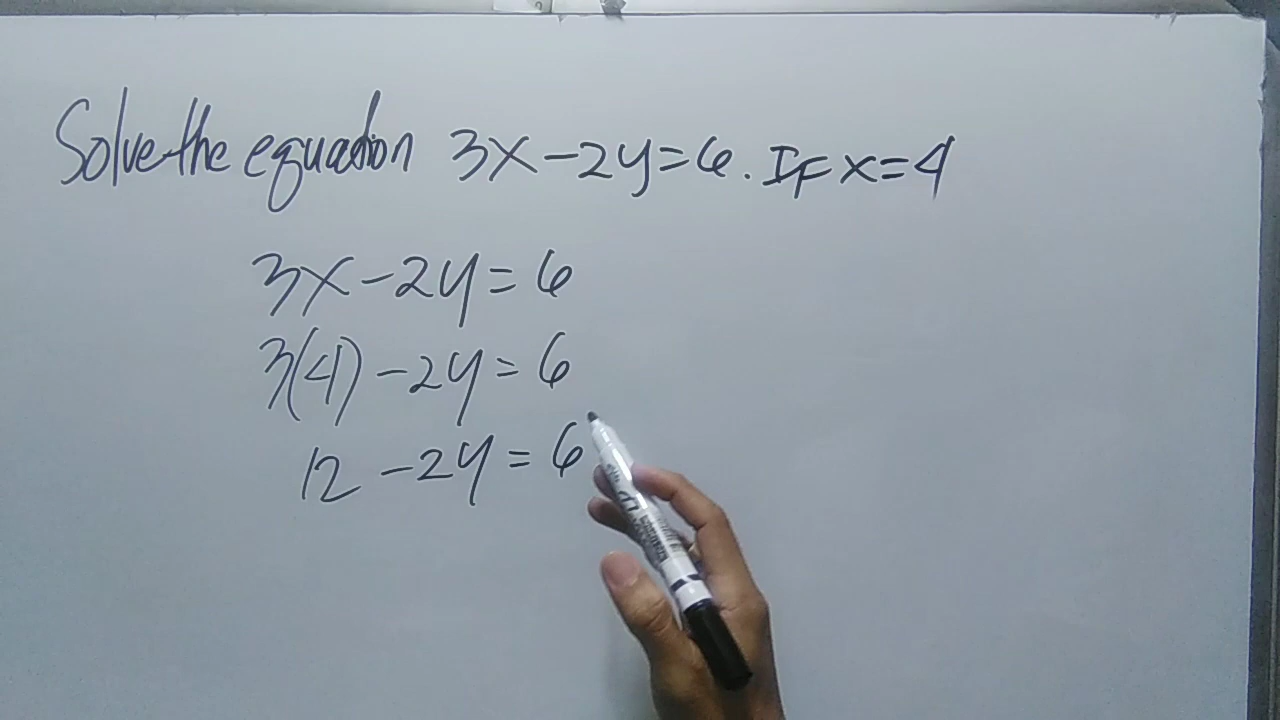 Solve the equation 3x-2y=6. If x=4
3x-2y=6
3(4)-2y=6
12-2y=6